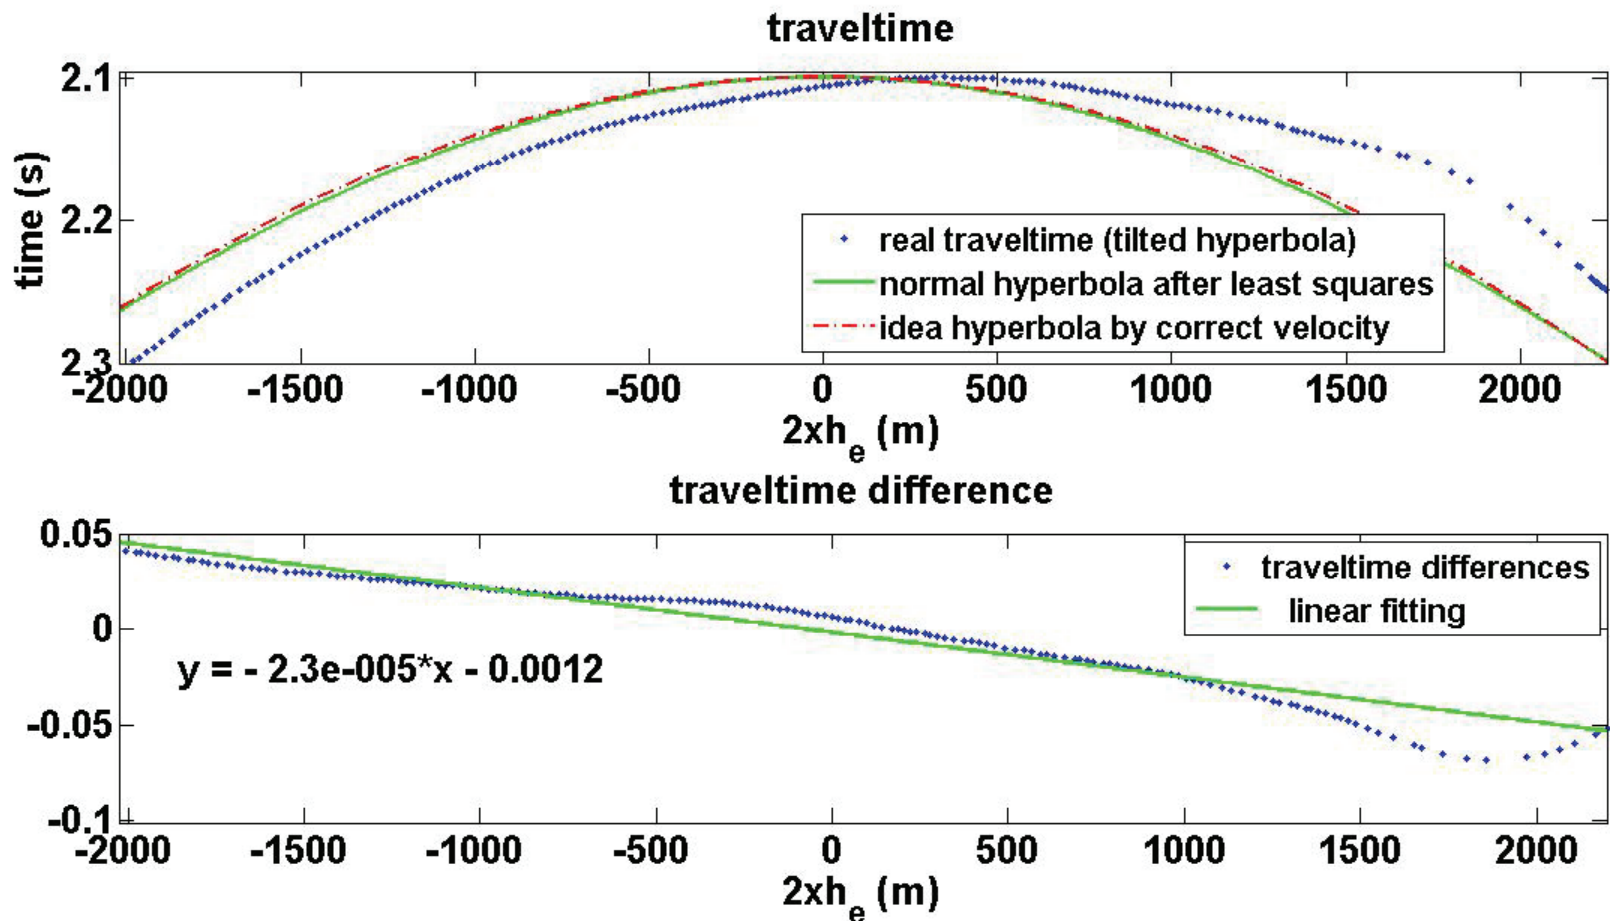 traveltime
2.1
2.2
2.3
time (s)
real traveltime (tilted hyperbola)
normal hyperbola after least squares
idea hyperbola by correct velocity
-2000 -1500 -1000 -500 0 500 1000 1500 2000
2xh_e (m)
traveltime difference
0.05
0
-0.05
-0.1
traveltime differences
linear fitting
y = - 2.3e-005*x - 0.0012
-2000 -1500 -1000 -500 0 500 1000 1500 2000
2xh_e (m)